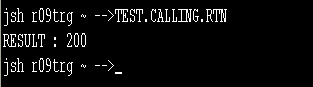 jsh r09trg ~ -->TEST.CALLING.RTN
RESULT : 200
jsh r09trg ~ -->_